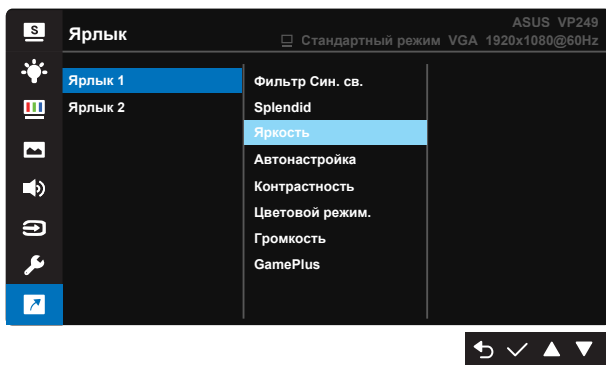 S
Ярлык
ASUS VP249
Стандартный режим VGA 1920x1080@60Hz
Ярлык 1
Ярлык 2
Фильтр Син. св.
Splendid
Яркость
Автонастройка
Контрастность
Цветовой режим.
Громкость
GamePlus